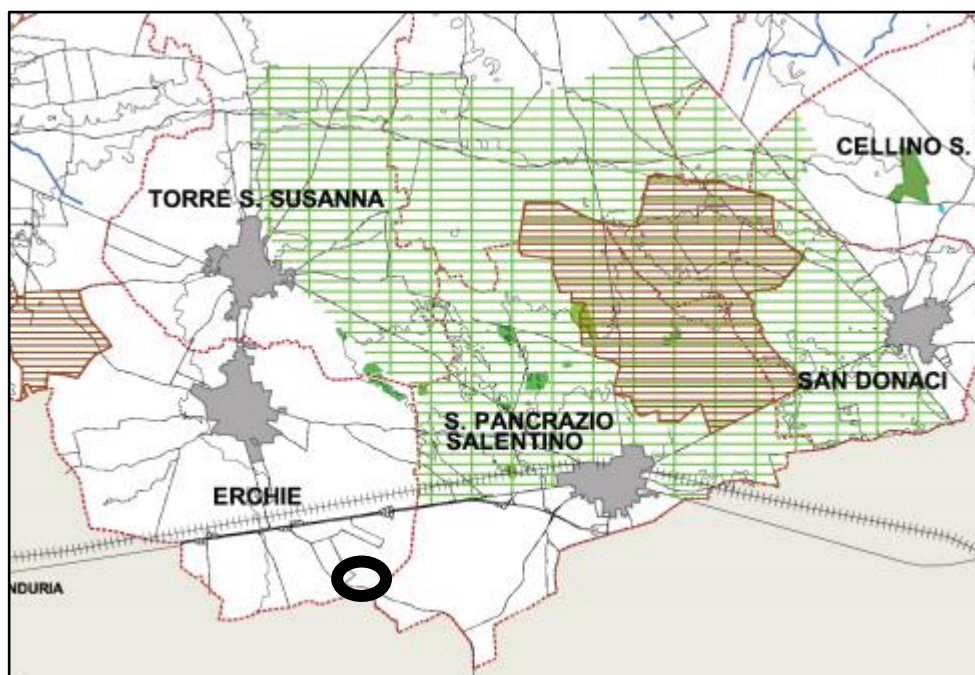 CELLINO S.
TORRE S. SUSANNA
SAN DONACI
S. PANCRAZIO
SALENTINO
ERCHIE
NDURIA